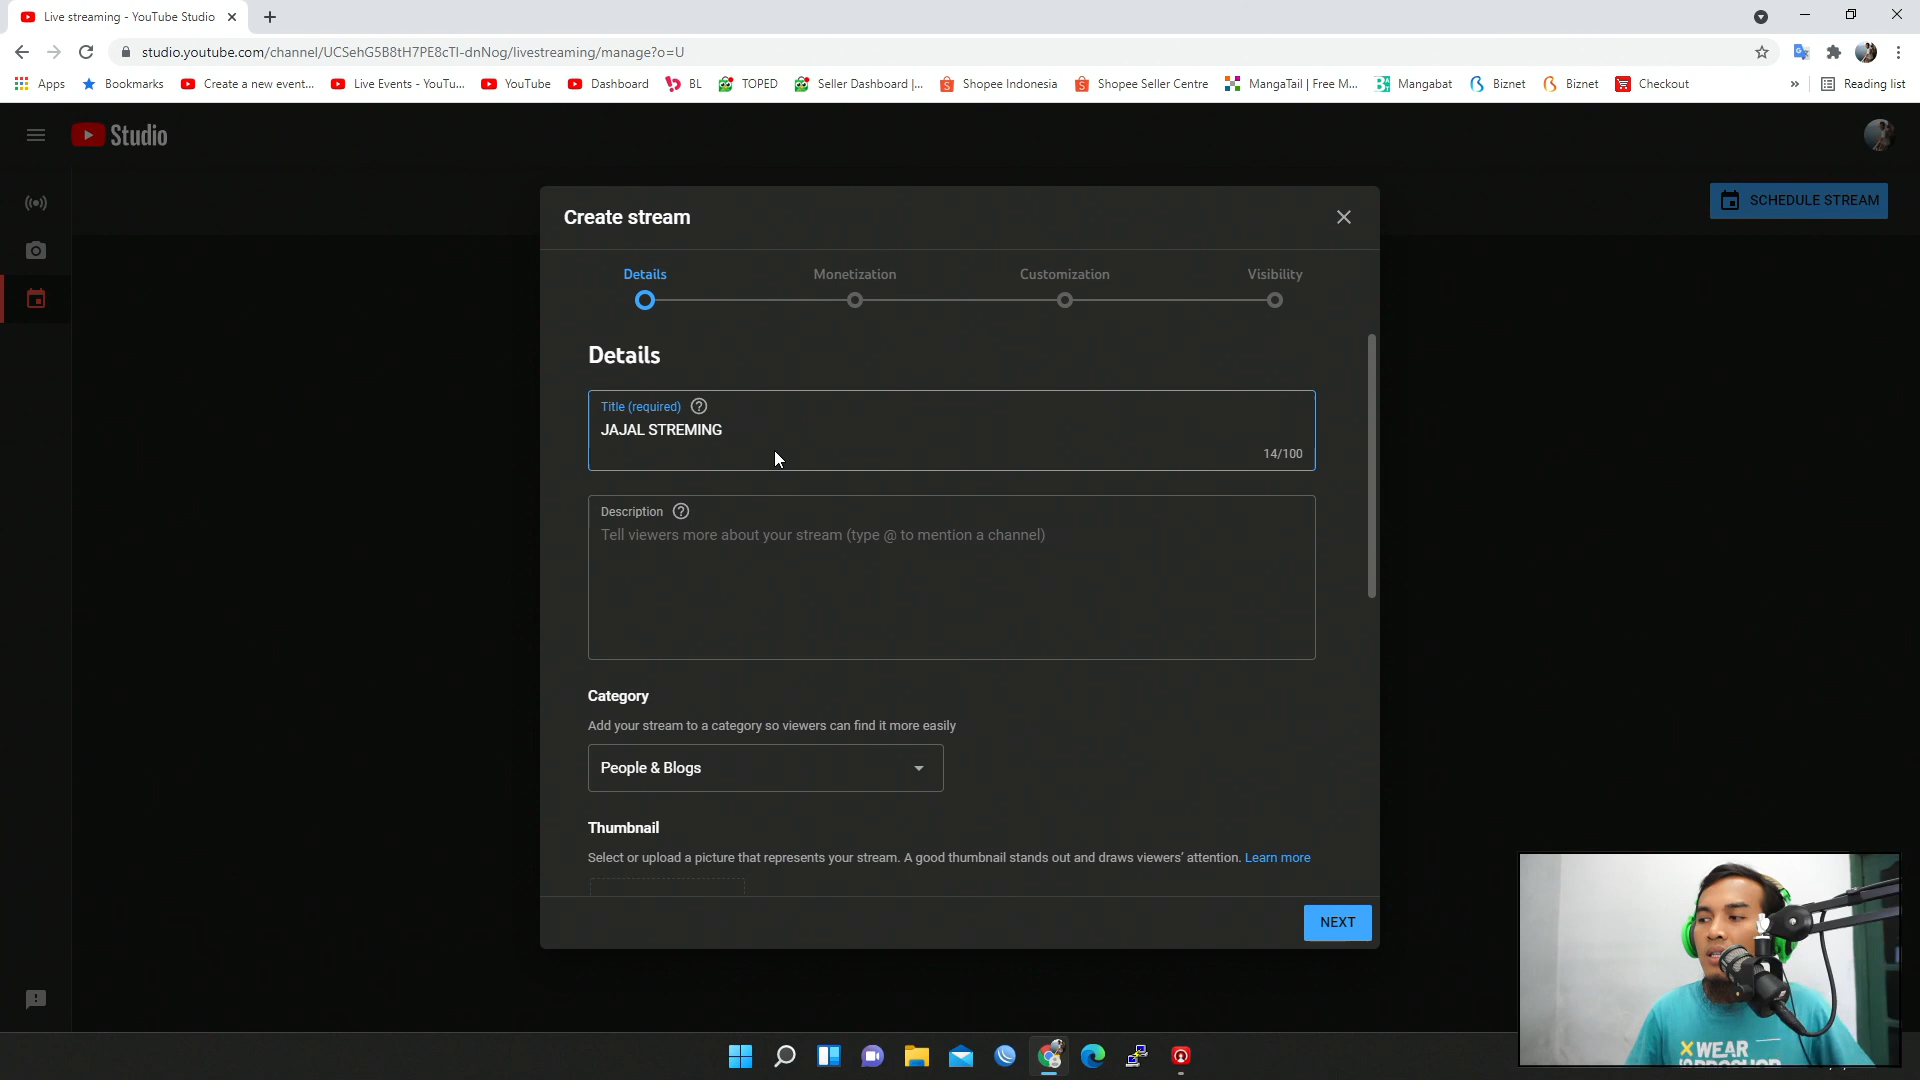 Live streaming - YouTube Studio
studio.youtube.com/channel/UCSehG5B8tH7PE8cTl-dnNog/livestreaming/manage?o=U
Apps Bookmarks Create a new event... Live Events - YouTu... YouTube Dashboard BL TOPED Seller Dashboard |... Shopee Indonesia Shopee Seller Centre MangaTail | Free M... Mangabat Biznet Biznet Checkout » Reading list
Studio
SCHEDULE STREAM
Create stream
Details Monetization Customization Visibility
Details
Title (required)
JAJAL STREMING
14/100
Description
Tell viewers more about your stream (type @ to mention a channel)
Category
Add your stream to a category so viewers can find it more easily
People & Blogs
Thumbnail
Select or upload a picture that represents your stream. A good thumbnail stands out and draws viewers' attention. Learn more
NEXT
WEAR